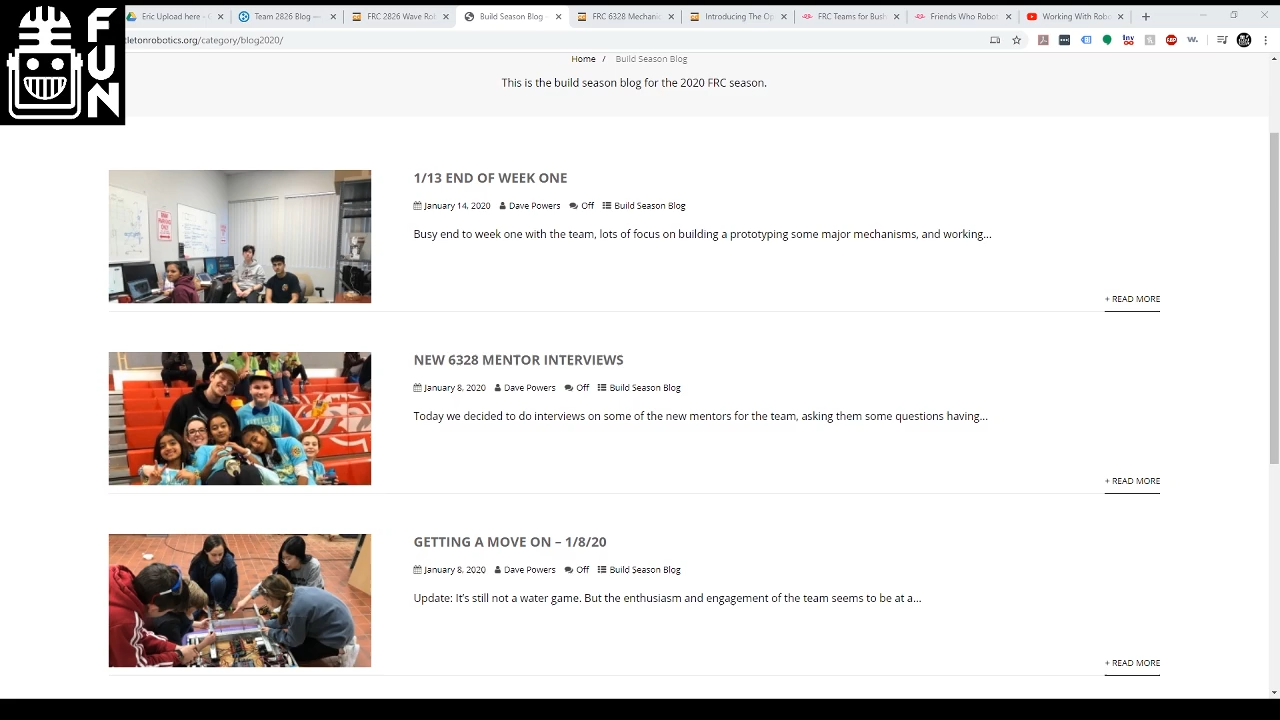 FUN
Eric Upload here -
Team 2826 Blog —
FRC 2826 Wave Ro
Build Season Blog -
FRC 6328 Mechani
Introducing The Op
FRC Teams for Bush
Friends Who Robo
Working With Robo
tletonrobotics.org/category/blog2020/
Home / Build Season Blog
This is the build season blog for the 2020 FRC season.
1/13 END OF WEEK ONE
January 14, 2020 Dave Powers Off Build Season Blog
Busy end to week one with the team, lots of focus on building a prototyping some major mechanisms, and working...
+ READ MORE
NEW 6328 MENTOR INTERVIEWS
January 8, 2020 Dave Powers Off Build Season Blog
Today we decided to do interviews on some of the new mentors for the team, asking them some questions having...
+ READ MORE
GETTING A MOVE ON – 1/8/20
January 8, 2020 Dave Powers Off Build Season Blog
Update: It's still not a water game. But the enthusiasm and engagement of the team seems to be at a...
+ READ MORE